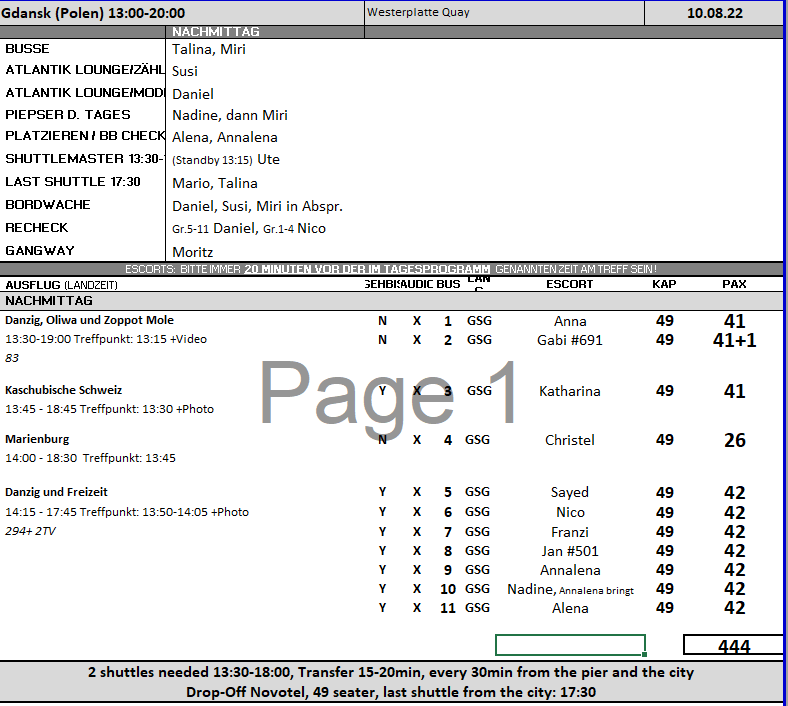 Gdansk (Polen) 13:00-20:00 Westerplatte Quay 10.08.22
NACHMITTAG
BUSSE Talina, Miri
ATLANTIK LOUNGE/ZÄHL Susi
ATLANTIK LOUNGE/MODI Daniel
PIEPSER D. TAGES Nadine, dann Miri
PLATZIEREN / BB CHECK Alena, Annalena
SHUTTLEMASTER 13:30- (Standby 13:15) Ute
LAST SHUTTLE 17:30 Mario, Talina
BORDWACHE Daniel, Susi, Miri in Abspr.
RECHECK Gr.5-11 Daniel, Gr.1-4 Nico
GANGWAY Moritz
ESCORTS: BITTE IMMER 20 MINUTEN VOR DER IM TAGESPROGRAMM GENANNTEN ZEIT AM TREFF SEIN!
AUSFLUG (LANDZEIT) GEHBI AUDIO BUS LAN G ESCORT KAP PAX
NACHMITTAG
Danzig, Oliwa und Zoppot Mole N X 1 GSG Anna 49 41
13:30-19:00 Treffpunkt: 13:15 +Video N X 2 GSG Gabi #691 49 41+1
83
Kaschubische Schweiz Y X 3 GSG Katharina 49 41
13:45 - 18:45 Treffpunkt: 13:30 +Photo
Marienburg N X 4 GSG Christel 49 26
14:00 - 18:30 Treffpunkt: 13:45
Danzig und Freizeit Y X 5 GSG Sayed 49 42
14:15 - 17:45 Treffpunkt: 13:50-14:05 +Photo Y X 6 GSG Nico 49 42
294+ 2TV Y X 7 GSG Franzi 49 42
Y X 8 GSG Jan #501 49 42
Y X 9 GSG Annalena 49 42
Y X 10 GSG Nadine, Annalena bringt 49 42
Y X 11 GSG Alena 49 42
444
2 shuttles needed 13:30-18:00, Transfer 15-20min, every 30min from the pier and the city
Drop-Off Novotel, 49 seater, last shuttle from the city: 17:30
Page 1